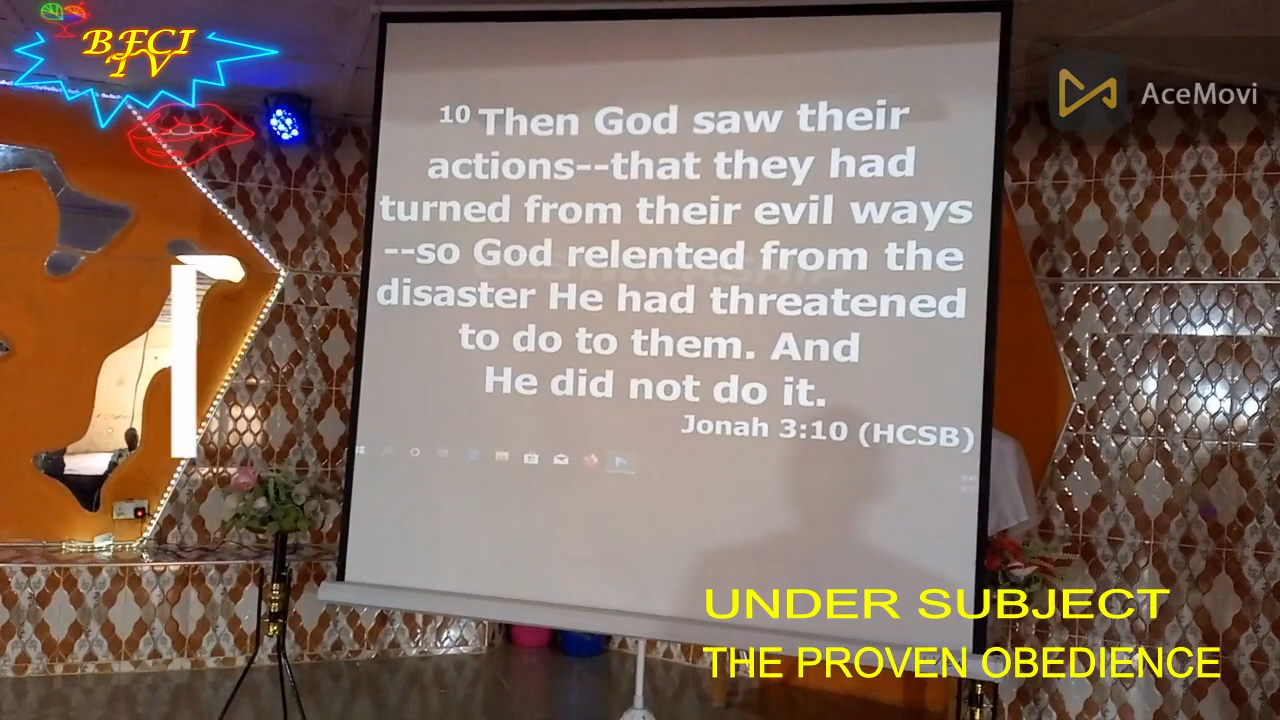 BFCI
TV
AceMovi
10 Then God saw their
actions--that they had
turned from their evil ways
--so God relented from the
disaster He had threatened
to do to them. And
He did not do it.
Jonah 3:10 (HCSB)
UNDER SUBJECT
THE PROVEN OBEDIENCE